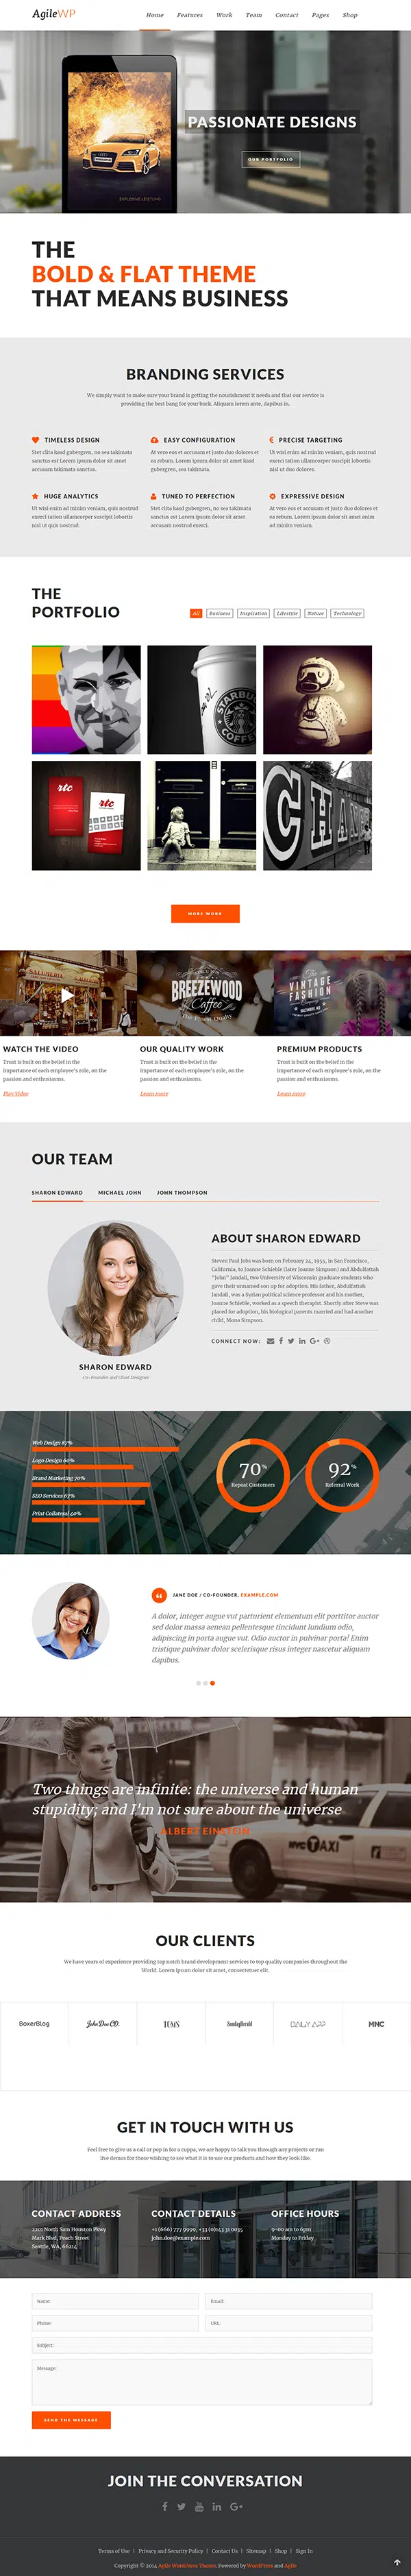 AgileWP
Home Features Work Team Contact Pages Shop
PASSIONATE DESIGNS
OUR PORTFOLIO
THE
BOLD & FLAT THEME
THAT MEANS BUSINESS
BRANDING SERVICES
We simply want to make sure your brand is getting the nourishment it needs and that our service is
providing the best bang for your buck. Aliquam lorem ante, dapibus in.
TIMELESS DESIGN
Stet clita kasd gubergren, no sea takimata
sanctus est Lorem ipsum dolor sit amet
accusam takimata sanctus.
EASY CONFIGURATION
At vero eos et accusam et justo duo dolores et
ea rebum. Lorem ipsum dolor sit amet kasd
gubergren, sea takimata.
PRECISE TARGETING
Ut wisi enim ad minim veniam, quis nostrud
exerci tation ullamcorper suscipit lobortis
nisl ut duo dolores.
HUGE ANALYTICS
Ut wisi enim ad minim veniam, quis nostrud
exerci tation ullamcorper suscipit lobortis
nisl ut quis nostrud.
TUNED TO PERFECTION
Stet clita kasd gubergren, no sea takimata
sanctus est Lorem ipsum dolor sit amet
accusam nostrud exerci.
EXPRESSIVE DESIGN
At vero eos et accusam et justo duo dolores et
ea rebum. Lorem ipsum dolor sit amet enim
ad minim veniam.
THE
PORTFOLIO
All Business Inspiration Lifestyle Nature Technology
STARBUCKS
COFFEE
rtc
rtc
CHA
MORE WORK
SALUMERIA
BREEZEWOOD
Coffee
The
VINTAGE
FASHION
WATCH THE VIDEO
Trust is built on the belief in the
importance of each employee's role, on the
passion and enthusiasms.
Play Video
OUR QUALITY WORK
Trust is built on the belief in the
importance of each employee's role, on the
passion and enthusiasms.
Learn more
PREMIUM PRODUCTS
Trust is built on the belief in the
importance of each employee's role, on the
passion and enthusiasms.
Learn more
OUR TEAM
SHARON EDWARD MICHAEL JOHN JOHN THOMPSON
SHARON EDWARD
Co-Founder and Chief Designer
ABOUT SHARON EDWARD
Steven Paul Jobs was born on February 24, 1955, in San Francisco,
California, to Joanne Schieble (later Joanne Simpson) and Abdulfattah
"John" Jandali, two University of Wisconsin graduate students who
gave their unnamed son up for adoption. His father, Abdulfattah
Jandali, was a Syrian political science professor and his mother,
Joanne Schieble, worked as a speech therapist. Shortly after Steve was
placed for adoption, his biological parents married and had another
child, Mona Simpson.
CONNECT NOW:
Web Design 87%
Logo Design 60%
Brand Marketing 70%
SEO Services 67%
Print Collateral 40%
70%
Repeat Customers
92%
Referral Work
JANE DOE / CO-FOUNDER, EXAMPLE.COM
A dolor, integer augue vut parturient elementum elit porttitor auctor
sed dolor massa aenean pellentesque tincidunt lundium odio,
adipiscing in porta augue vut. Odio auctor in pulvinar porta! Enim
tristique pulvinar dolor scelerisque risus integer nascetur aliquam
dapibus.
Two things are infinite: the universe and human
stupidity; and I'm not sure about the universe
ALBERT EINSTEIN
NYC TAXI
OUR CLIENTS
We have years of experience providing top notch brand development services to top quality companies throughout the
World. Lorem ipsum dolor sit amet, consectetuer elit.
BoxerBlog
John Doe CO.
TOMS
SundayHerald
DAILY APP
MNC
GET IN TOUCH WITH US
Feel free to give us a call or pop in for a cuppa, we are happy to talk you through any projects or run
live demos for those wishing to see what it is to use our products and how they look like.
CONTACT ADDRESS
2201 North Sam Houston Pkwy
Mark Blvd, Peach Street
Seattle, WA, 66214
CONTACT DETAILS
+1 (666) 777 9999, +33 (0)143 31 0035
john.doe@example.com
OFFICE HOURS
9-00 am to 6pm
Monday to Friday
Name:
Email:
Phone:
URL:
Subject:
Message:
SEND THE MESSAGE
JOIN THE CONVERSATION
Terms of Use | Privacy and Security Policy | Contact Us | Sitemap | Shop | Sign In
Copyright © 2014 Agile WordPress Theme. Powered by WordPress and Agile